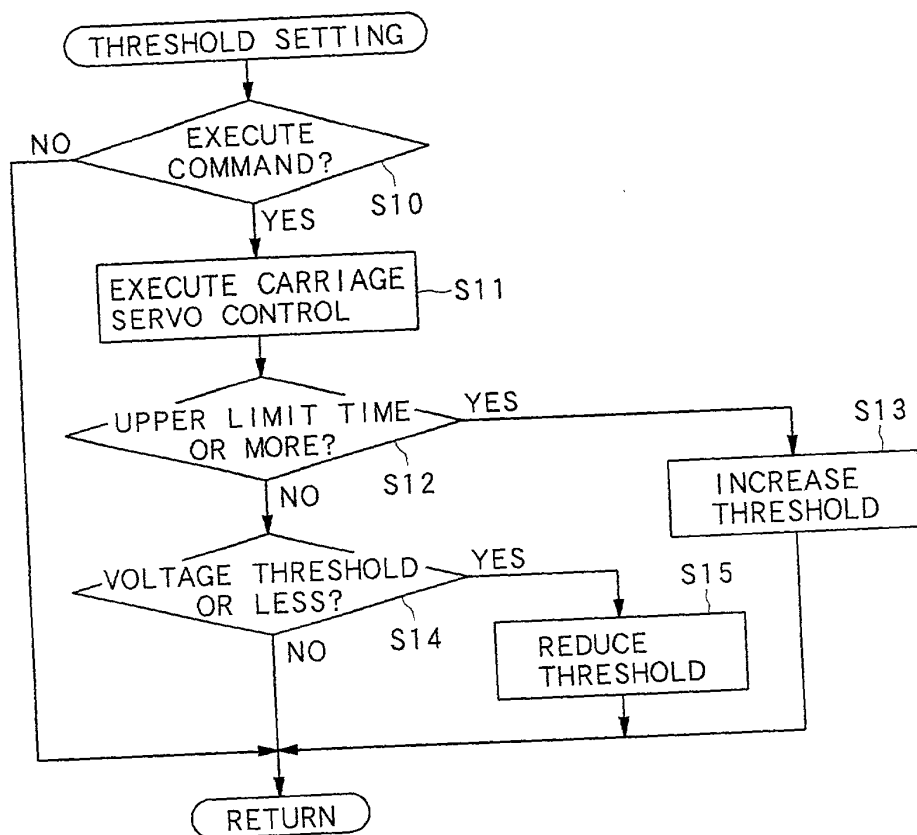 THRESHOLD SETTING
NO
EXECUTE
COMMAND?
S10
YES
EXECUTE CARRIAGE
SERVO CONTROL
S11
UPPER LIMIT TIME
OR MORE?
YES
S12
S13
INCREASE
THRESHOLD
NO
VOLTAGE THRESHOLD
OR LESS?
YES
S14
S15
REDUCE
THRESHOLD
NO
RETURN